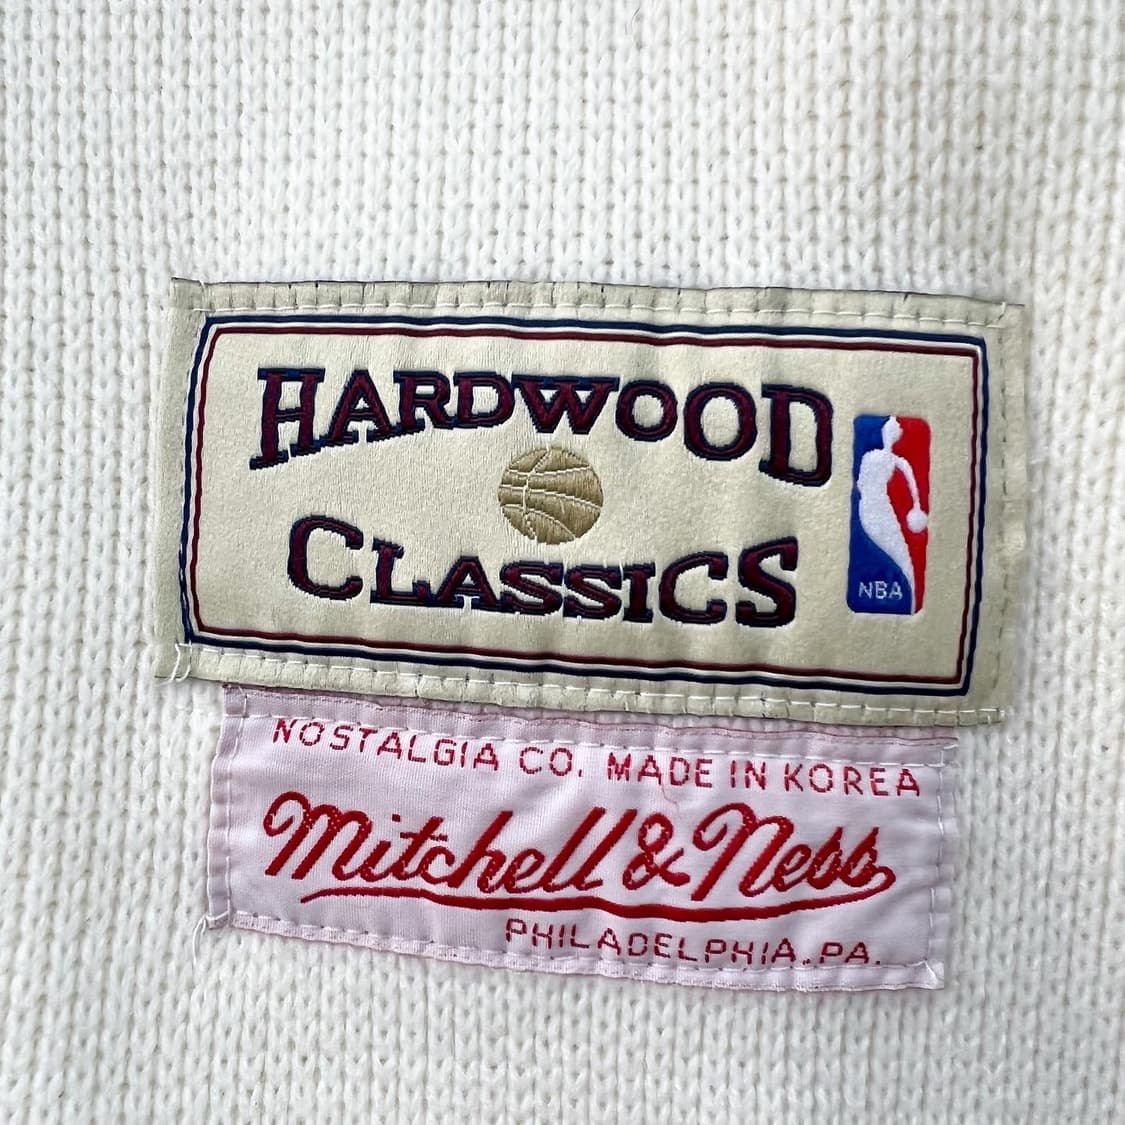 HARDWOOD
CLASSICS
NBA
NOSTALGIA CO. MADE IN KOREA
Mitchell & Ness
PHILADELPHIA, PA.